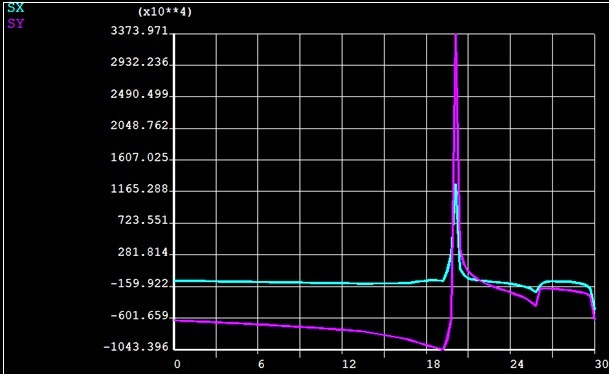 SX
SY
(x10**4)
3373.971
2932.236
2490.499
2048.762
1607.025
1165.288
723.551
281.814
-159.922
-601.659
-1043.396
0 6 12 18 24 30